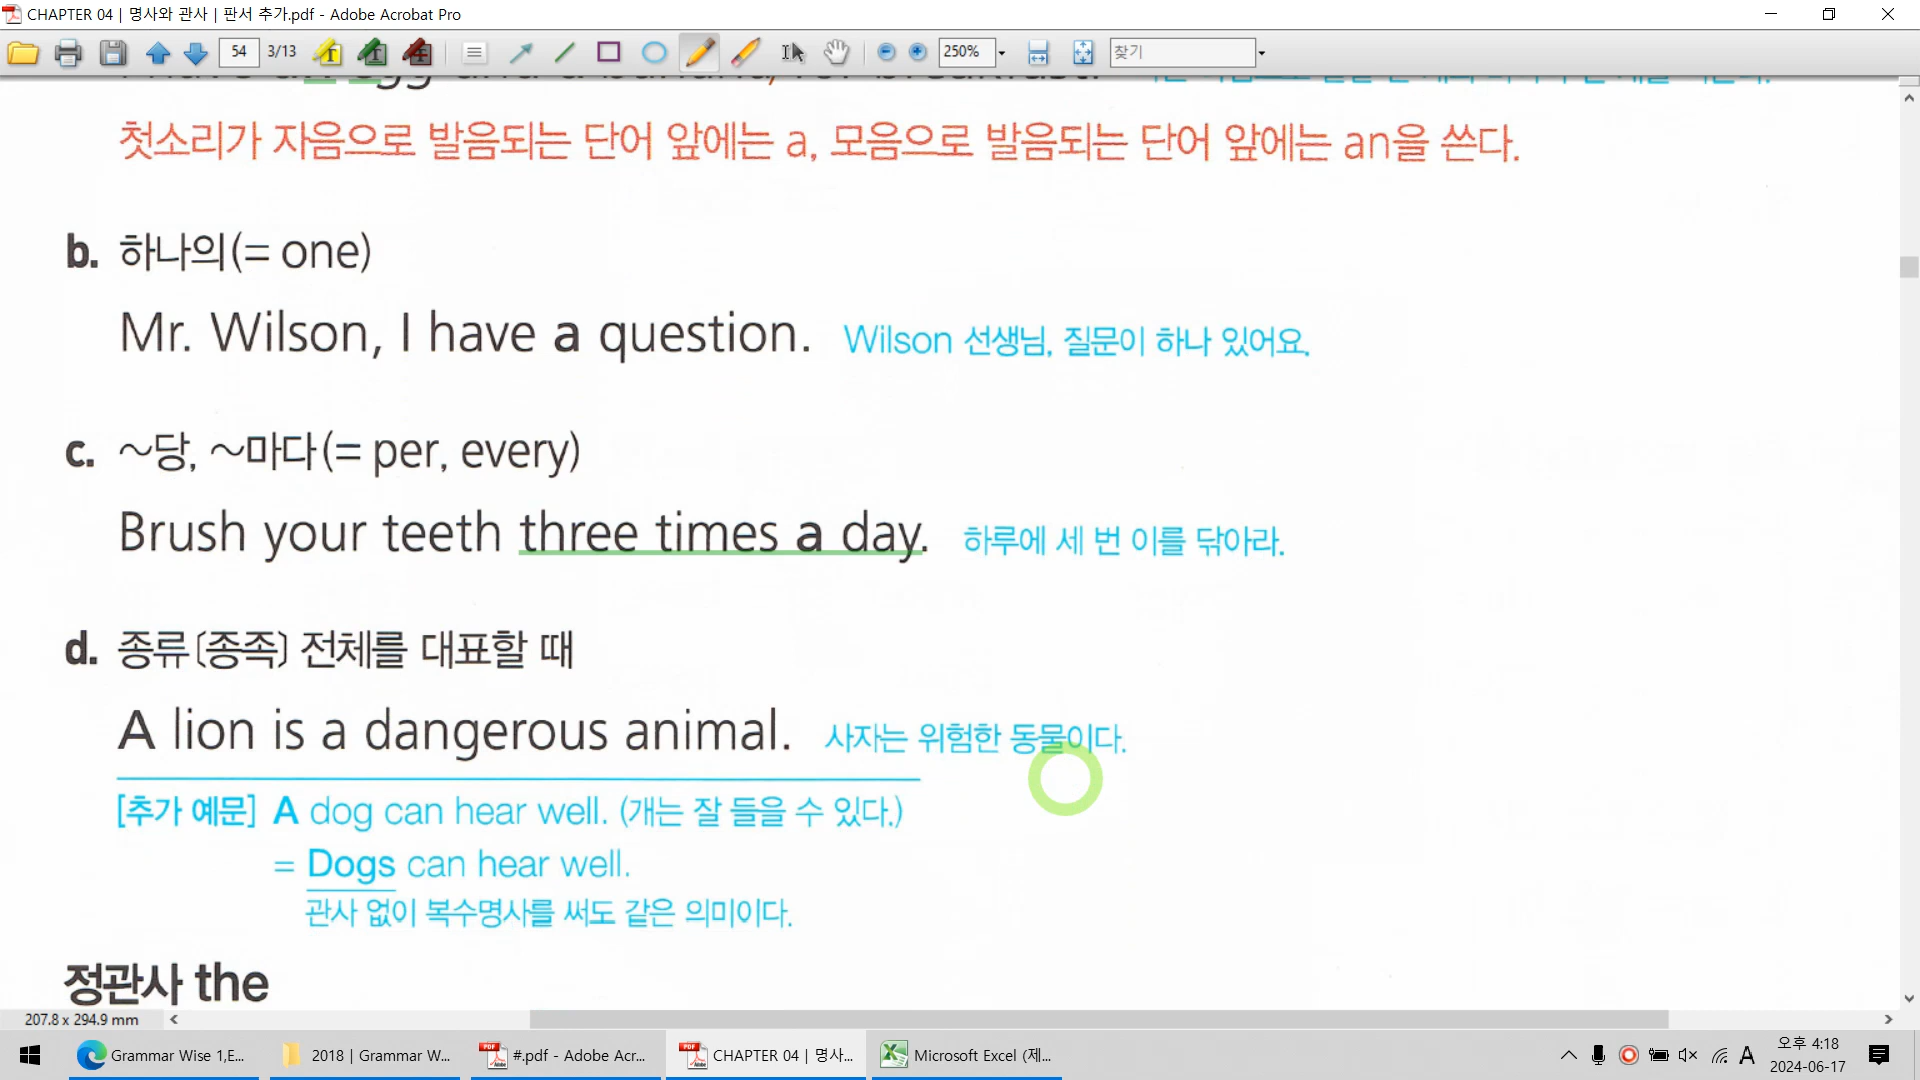 CHAPTER 04 | 명사와 관사 | 판서 추가.pdf - Adobe Acrobat Pro
54 3/13 250% 찾기
첫소리가 자음으로 발음되는 단어 앞에는 a, 모음으로 발음되는 단어 앞에는 an을 쓴다.
b. 하나의(= one)
Mr. Wilson, I have a question. Wilson 선생님, 질문이 하나 있어요.
c. ~당, ~마다(= per, every)
Brush your teeth three times a day. 하루에 세 번 이를 닦아라.
d. 종류〔종족〕 전체를 대표할 때
A lion is a dangerous animal. 사자는 위험한 동물이다.
[추가 예문] A dog can hear well. (개는 잘 들을 수 있다.)
= Dogs can hear well.
관사 없이 복수명사를 써도 같은 의미이다.
정관사 the
207.8 x 294.9 mm
Grammar Wise 1,E... 2018 | Grammar W... #.pdf - Adobe Acr... CHAPTER 04 | 명사... Microsoft Excel (제... A 오후 4:18
2024-06-17